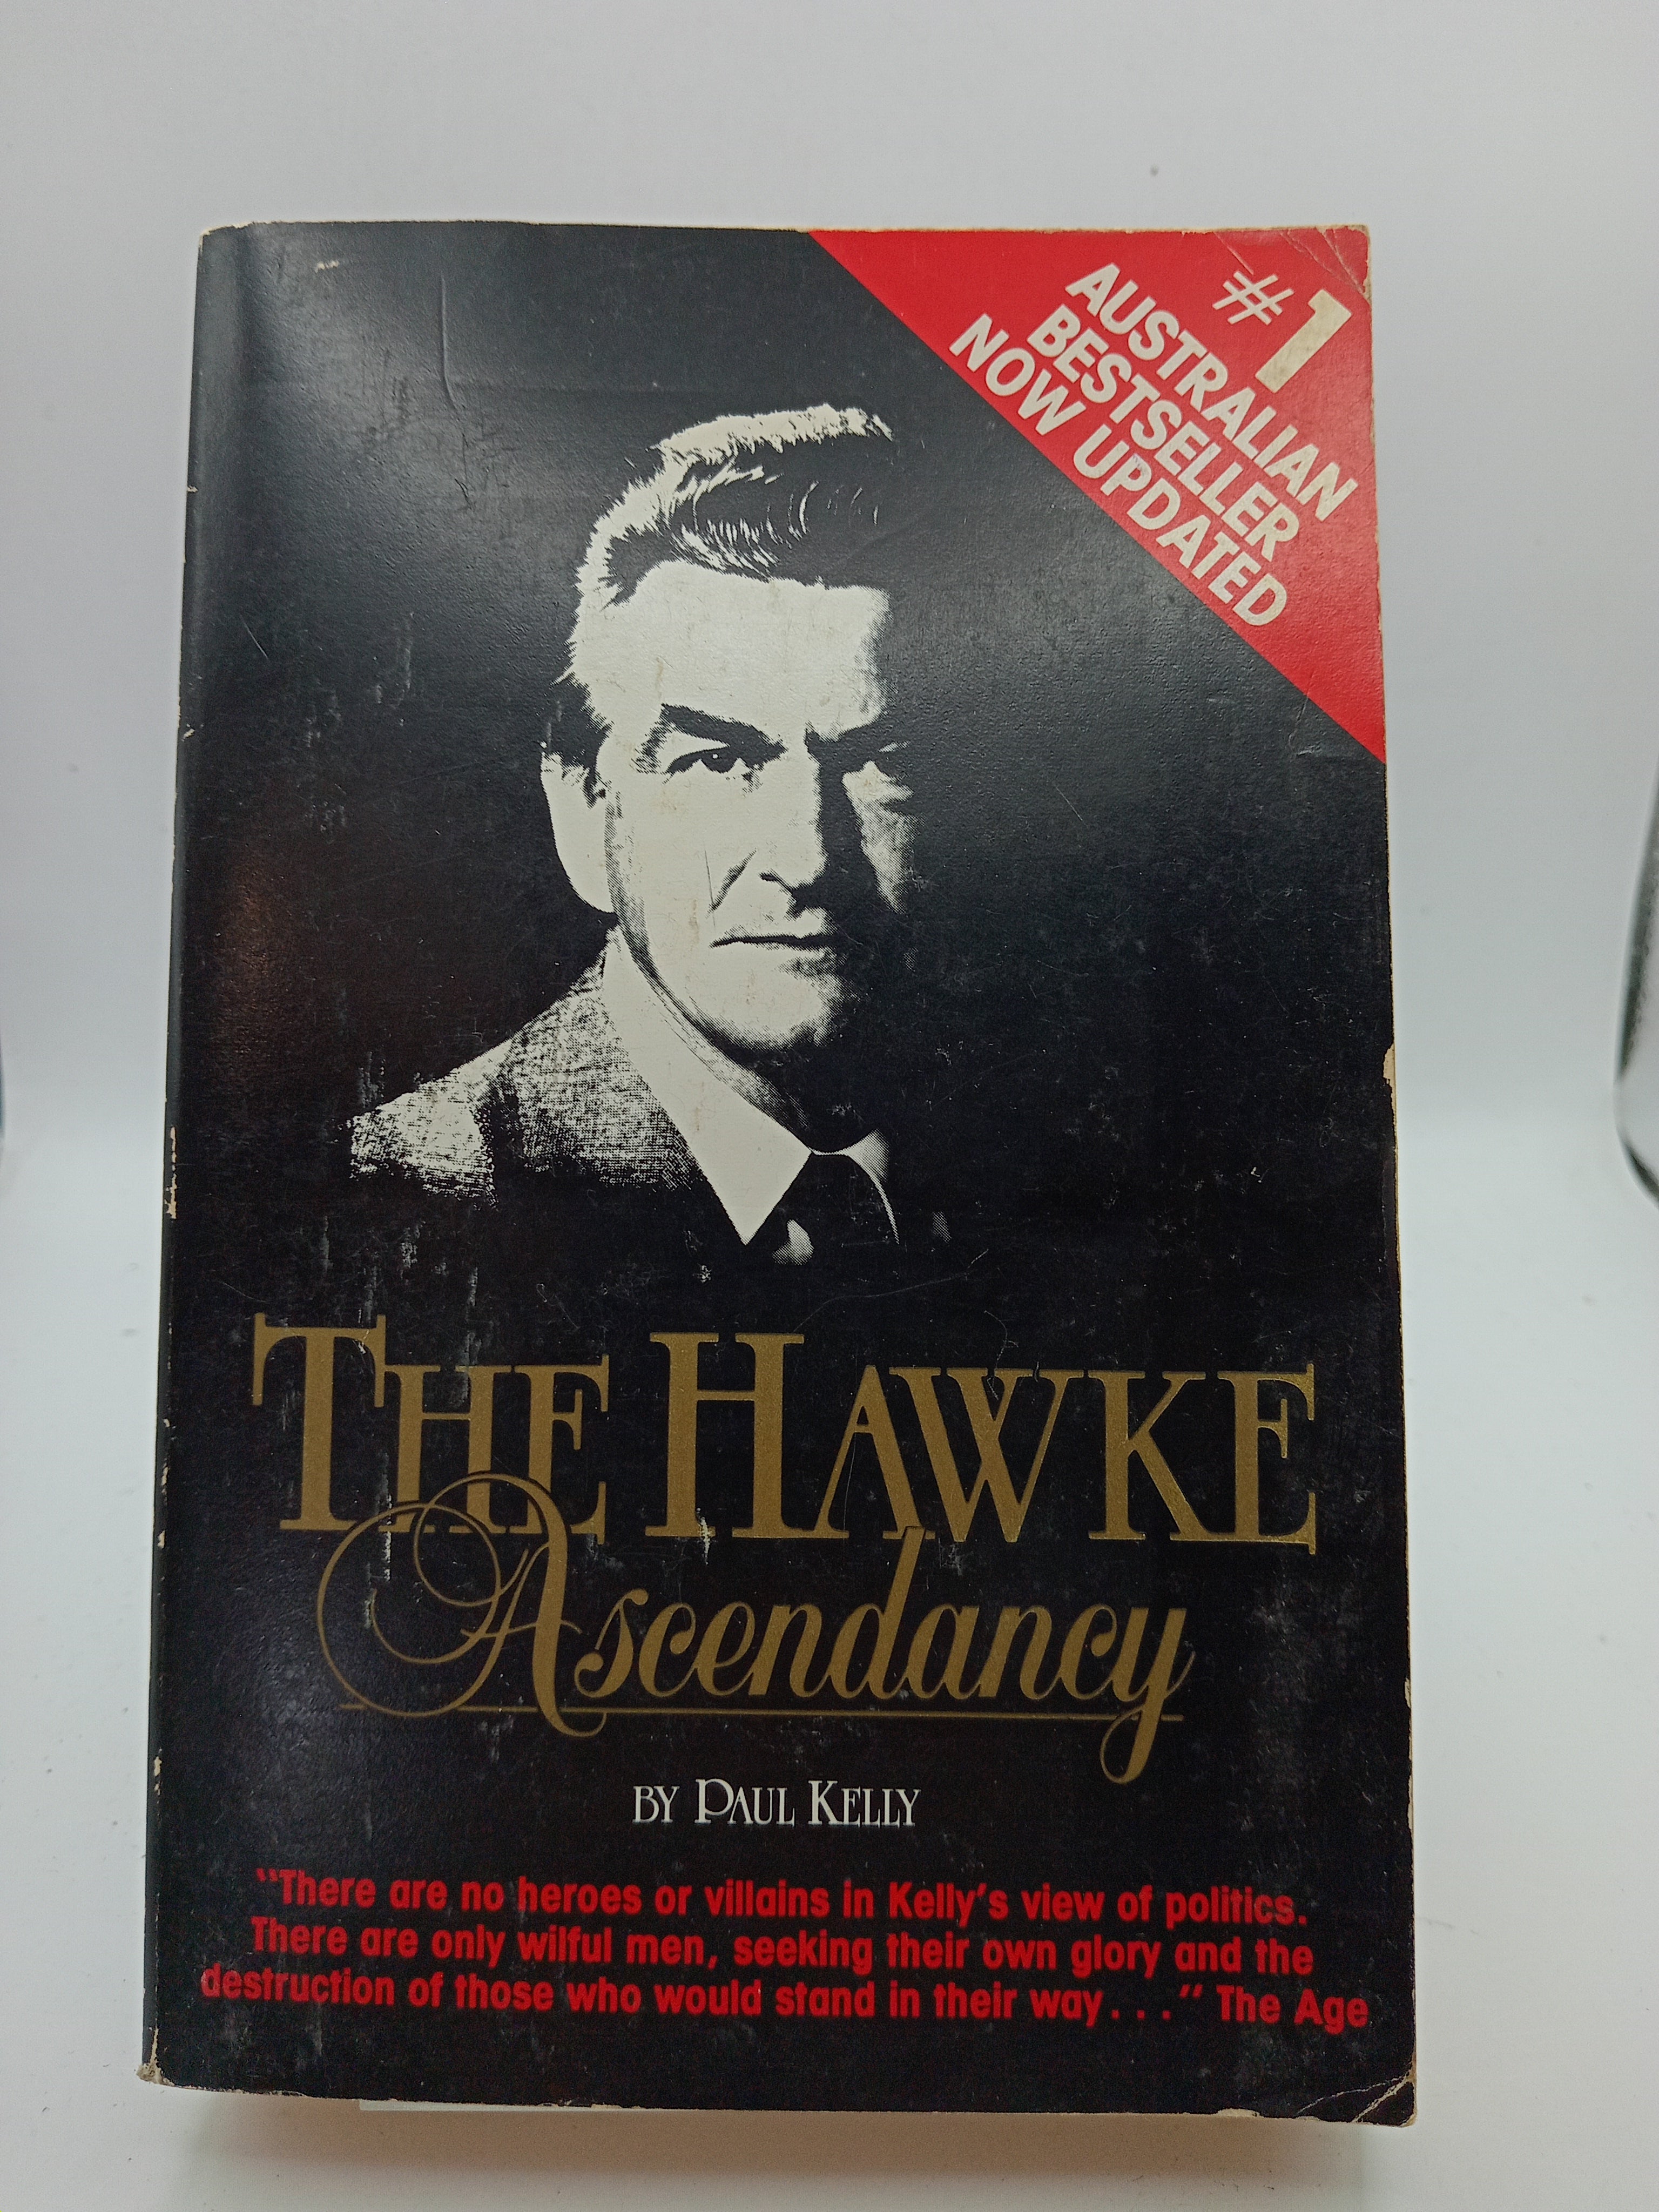 #1
AUSTRALIAN
BESTSELLER
NOW UPDATED
THE HAWKE
Ascendancy
BY PAUL KELLY
"There are no heroes or villains in Kelly's view of politics.
There are only wilful men, seeking their own glory and the
destruction of those who would stand in their way . . ." The Age